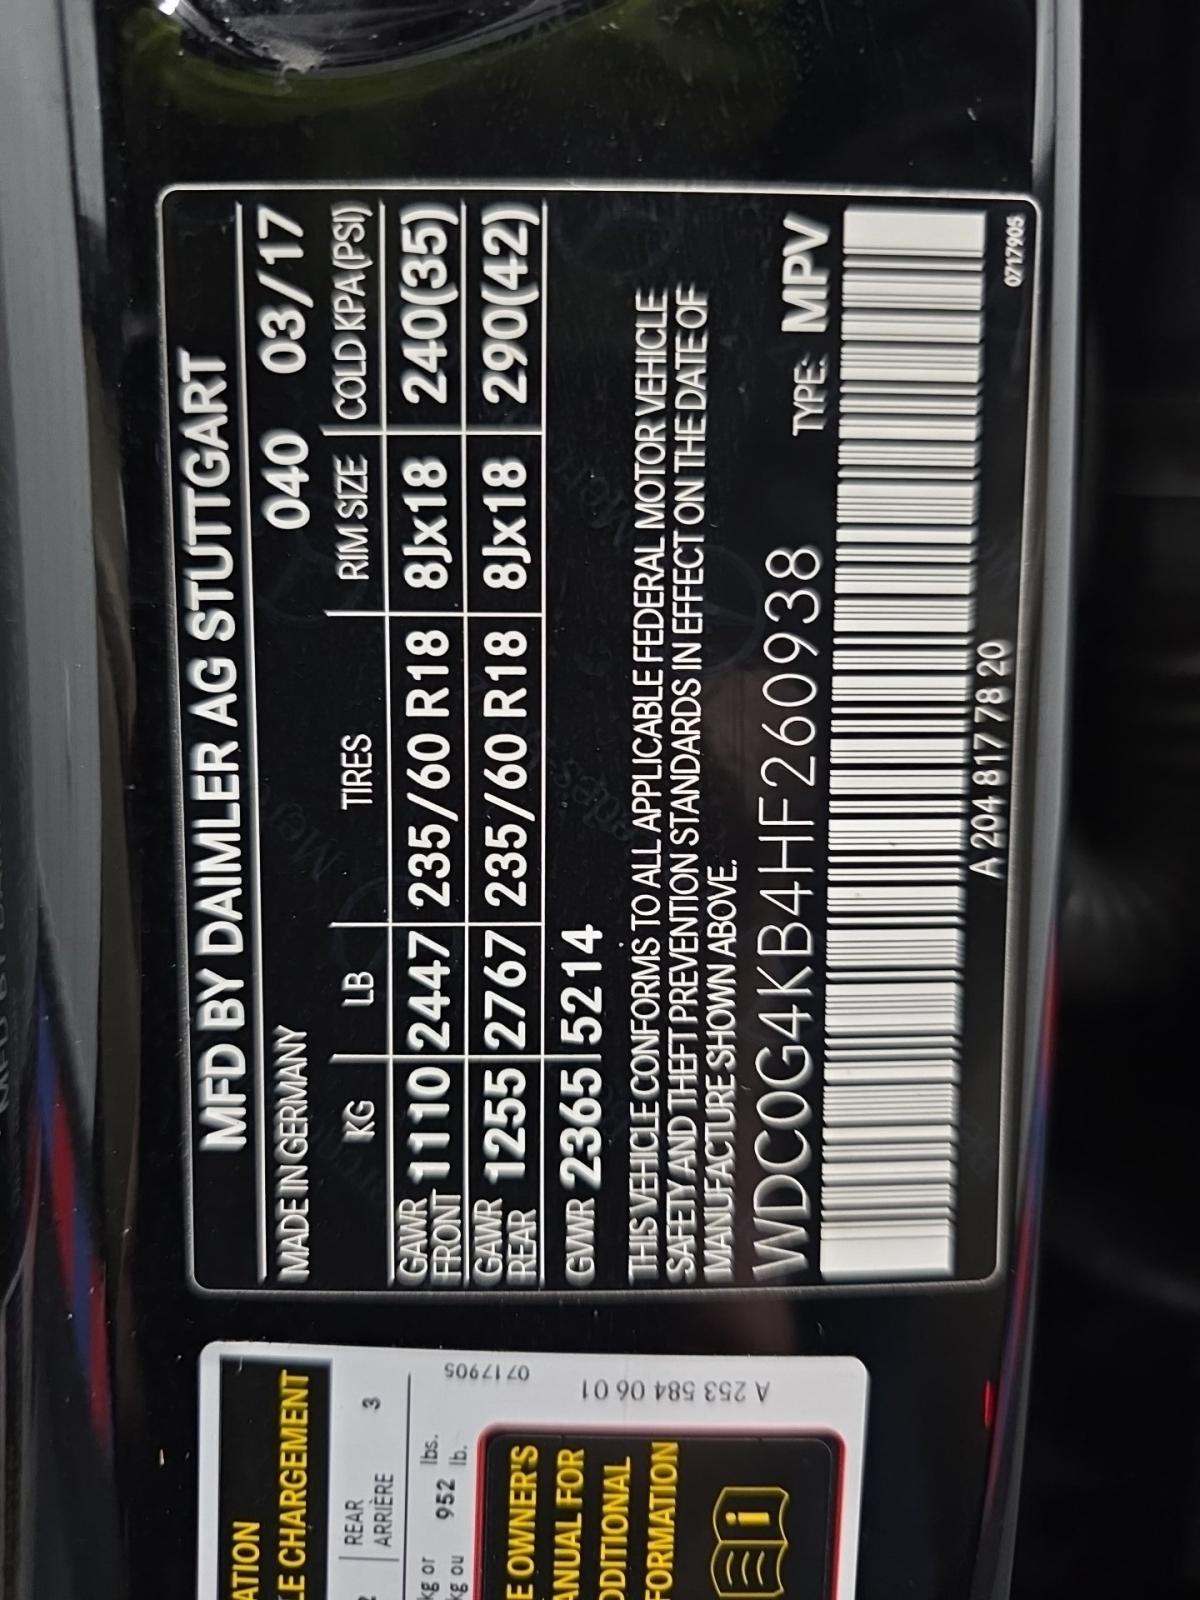 MFD BY DAIMLER AG STUTTGART
MADE IN GERMANY 040 03/17
KG LB TIRES RIM SIZE COLD KPA(PSI)
GAWR FRONT 1110 2447 235/60 R18 8Jx18 240(35)
GAWR REAR 1255 2767 235/60 R18 8Jx18 290(42)
GVWR 2365 5214
THIS VEHICLE CONFORMS TO ALL APPLICABLE FEDERAL MOTOR VEHICLE
SAFETY AND THEFT PREVENTION STANDARDS IN EFFECT ON THE DATE OF
MANUFACTURE SHOWN ABOVE.
WDC0G4KB4HF260938 TYPE: MPV
A 204 817 78 20
0717905
ATION
LE CHARGEMENT
REAR
ARRIÈRE 3
kg or
kg ou 952 lbs.
lb.
0717905
A 253 584 06 01
E OWNER'S
ANUAL FOR
DDITIONAL
FORMATION